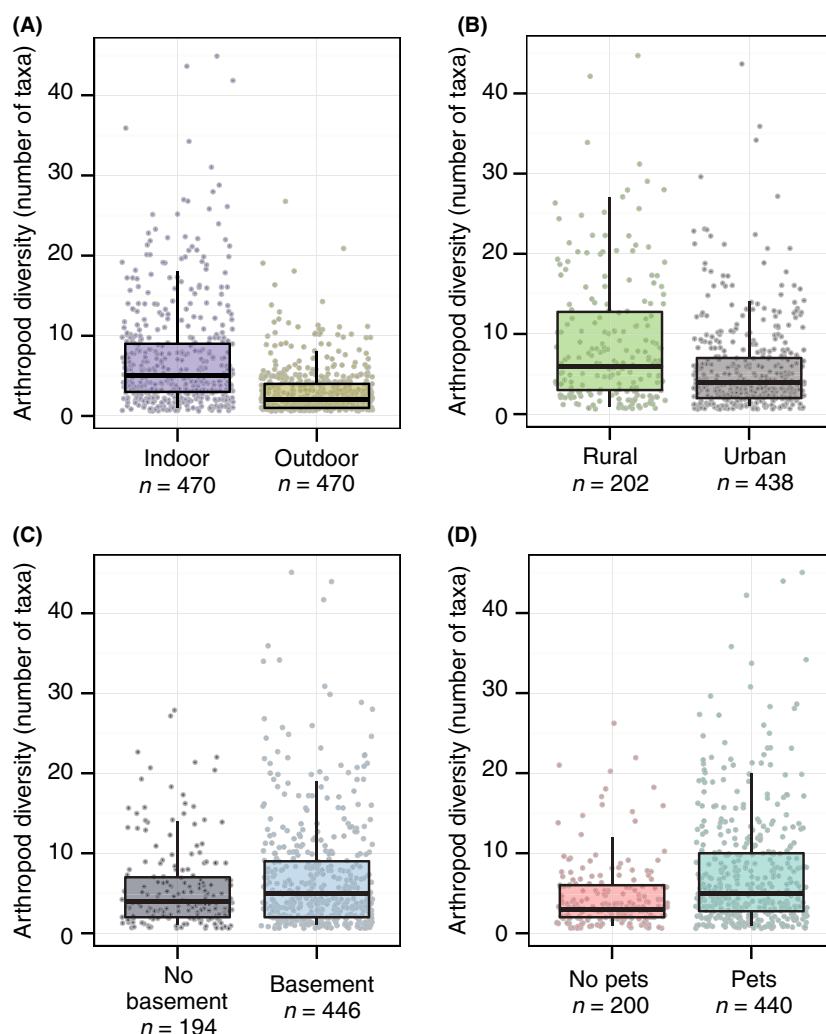 (A)
Arthropod diversity (number of taxa)
40
30
20
10
0
Indoor
n = 470
Outdoor
n = 470
(B)
Arthropod diversity (number of taxa)
40
30
20
10
0
Rural
n = 202
Urban
n = 438
(C)
Arthropod diversity (number of taxa)
40
30
20
10
0
No
basement
n = 194
Basement
n = 446
(D)
Arthropod diversity (number of taxa)
40
30
20
10
0
No pets
n = 200
Pets
n = 440